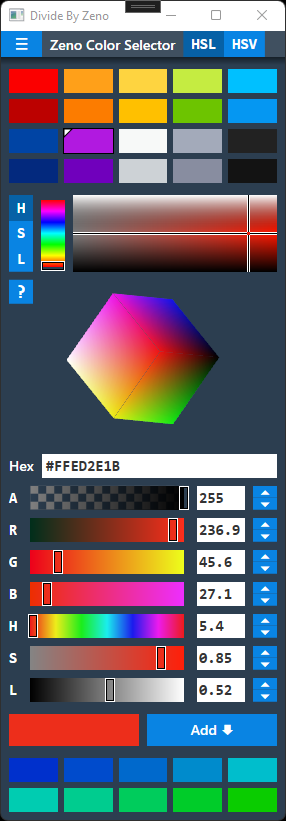 Divide By Zeno
Zeno Color Selector HSL HSV
H
S
L
?
Hex #FFED2E1B
A 255
R 236.9
G 45.6
B 27.1
H 5.4
S 0.85
L 0.52
Add